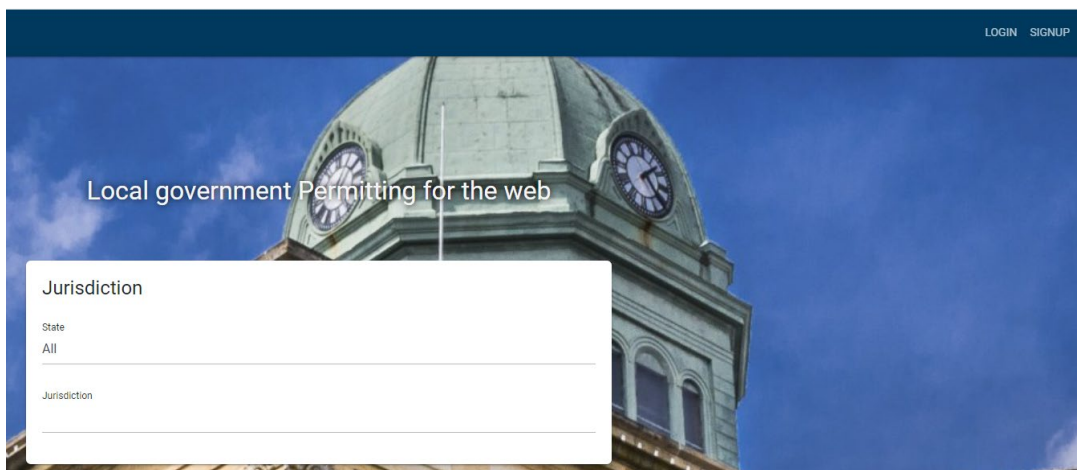 LOGIN SIGNUP
Local government Permitting for the web
Jurisdiction
State
All
Jurisdiction